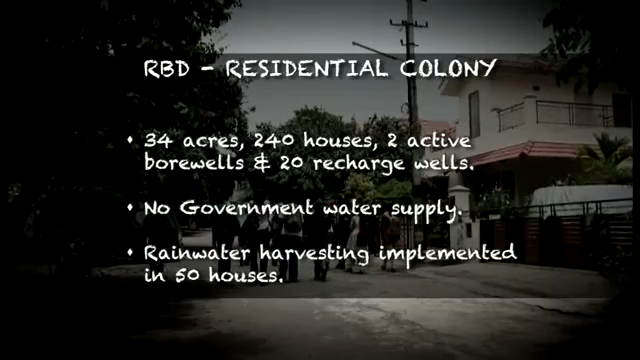 RBD - RESIDENTIAL COLONY
• 34 acres, 240 houses, 2 active
borewells & 20 recharge wells.
• No Government water supply.
• Rainwater harvesting implemented
in 50 houses.